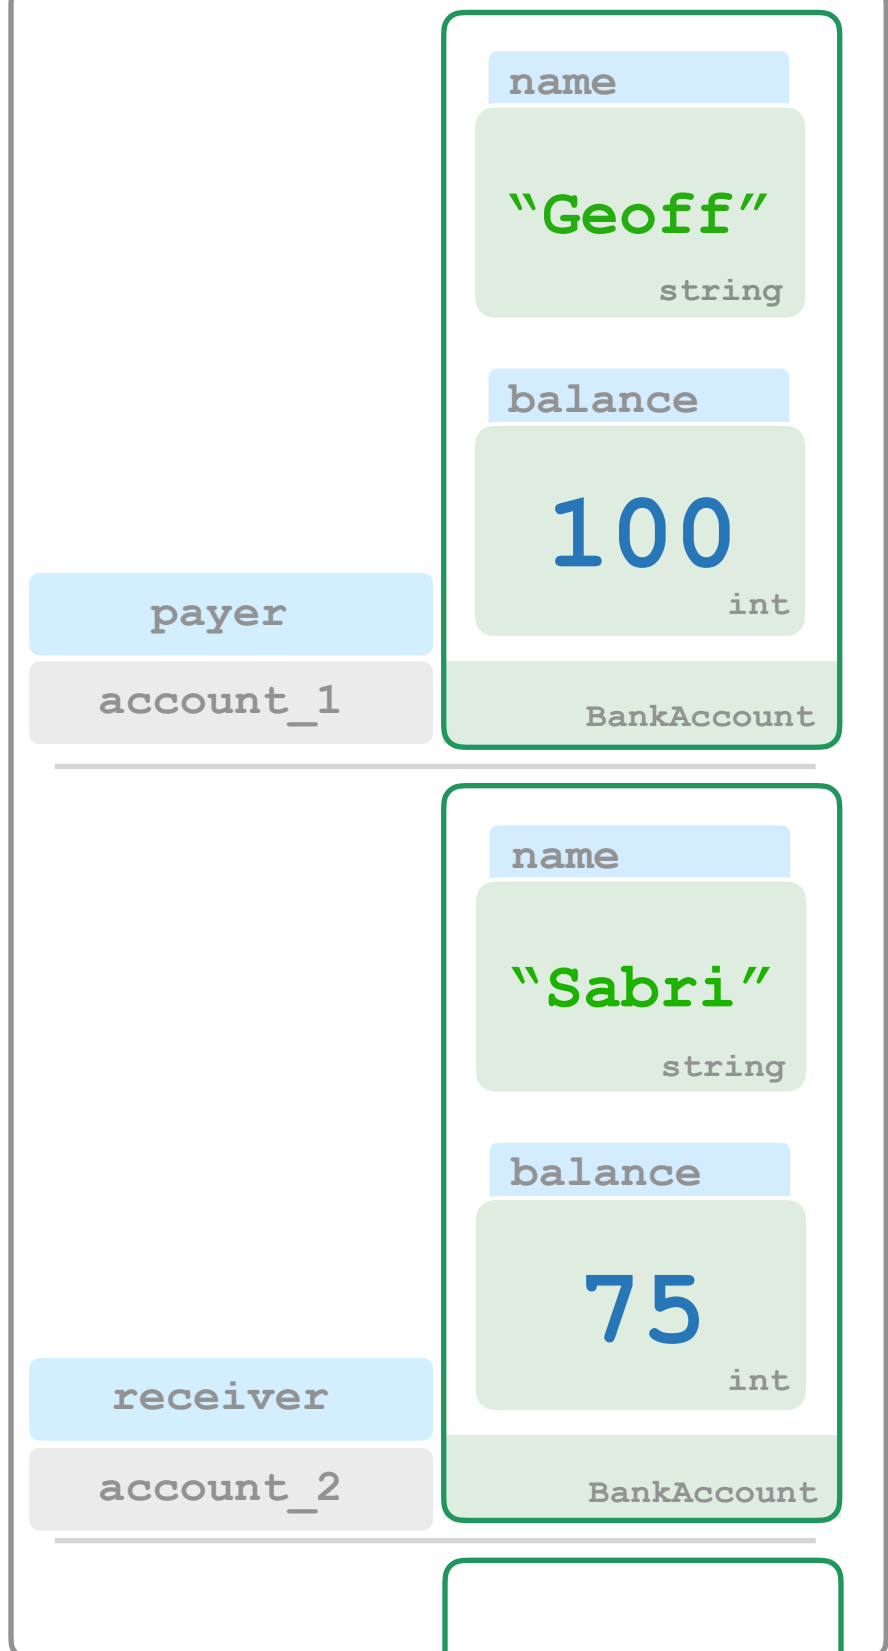 name
“Geoff”
string
balance
100
int
payer
account_1
BankAccount
name
“Sabri”
string
balance
75
int
receiver
account_2
BankAccount